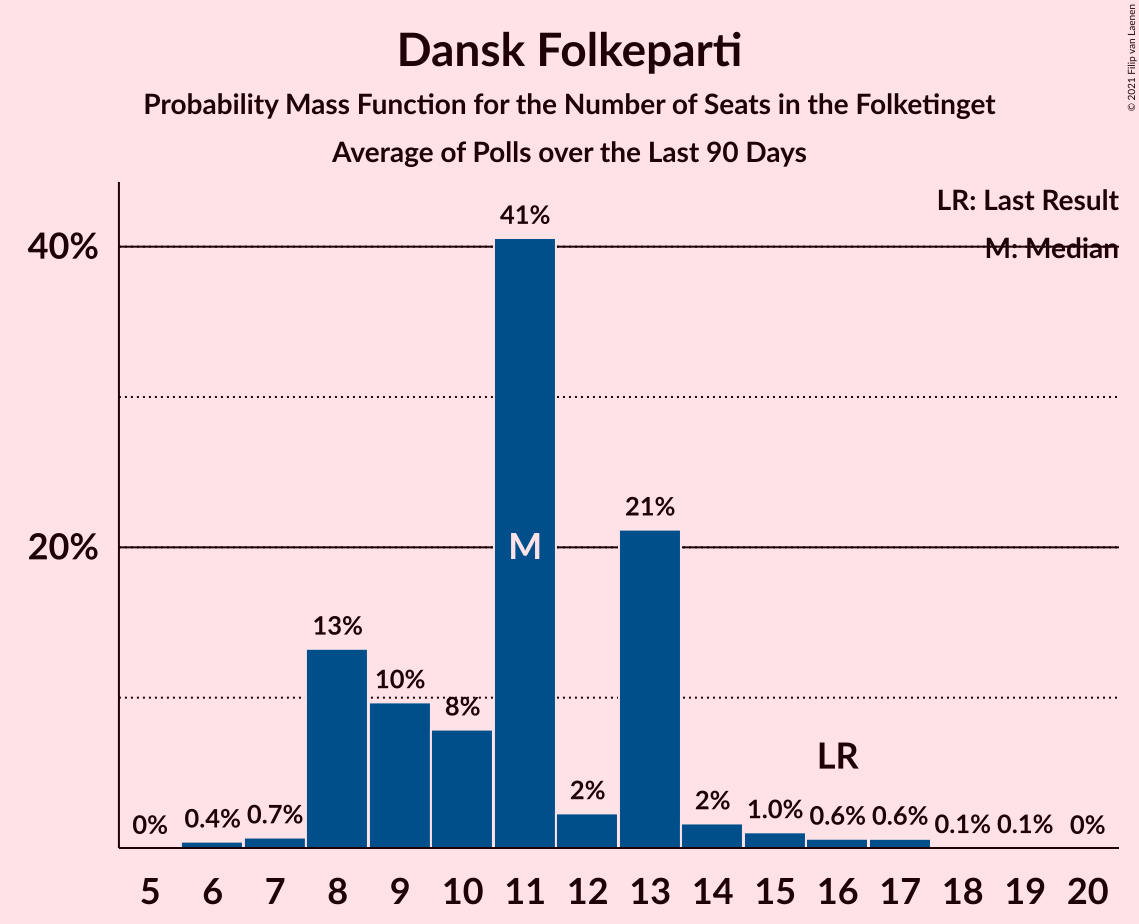 Dansk Folkeparti
Probability Mass Function for the Number of Seats in the Folketinget
Average of Polls over the Last 90 Days
© 2021 Filip van Laenen
LR: Last Result
M: Median
40%
20%
0%
0.4%
0.7%
13%
10%
8%
41%
M
2%
21%
2%
1.0%
LR
0.6%
0.6%
0.1%
0.1%
0%
5 6 7 8 9 10 11 12 13 14 15 16 17 18 19 20